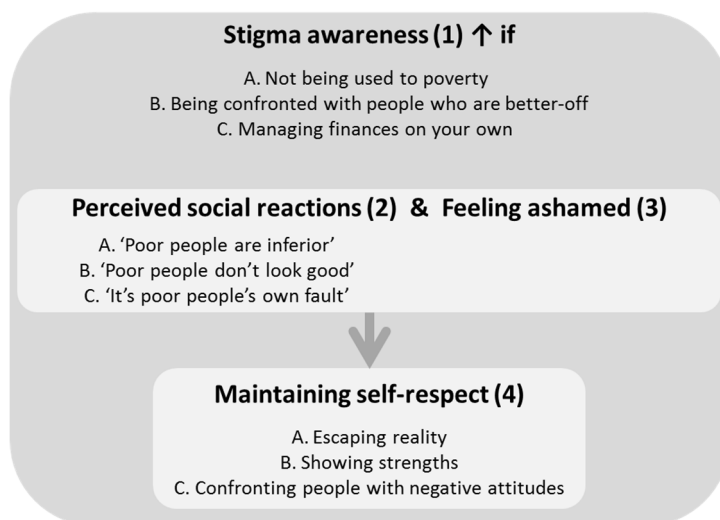 Stigma awareness (1) ↑ if
A. Not being used to poverty
B. Being confronted with people who are better-off
C. Managing finances on your own
Perceived social reactions (2) & Feeling ashamed (3)
A. ‘Poor people are inferior’
B. ‘Poor people don’t look good’
C. ‘It’s poor people’s own fault’
Maintaining self-respect (4)
A. Escaping reality
B. Showing strengths
C. Confronting people with negative attitudes